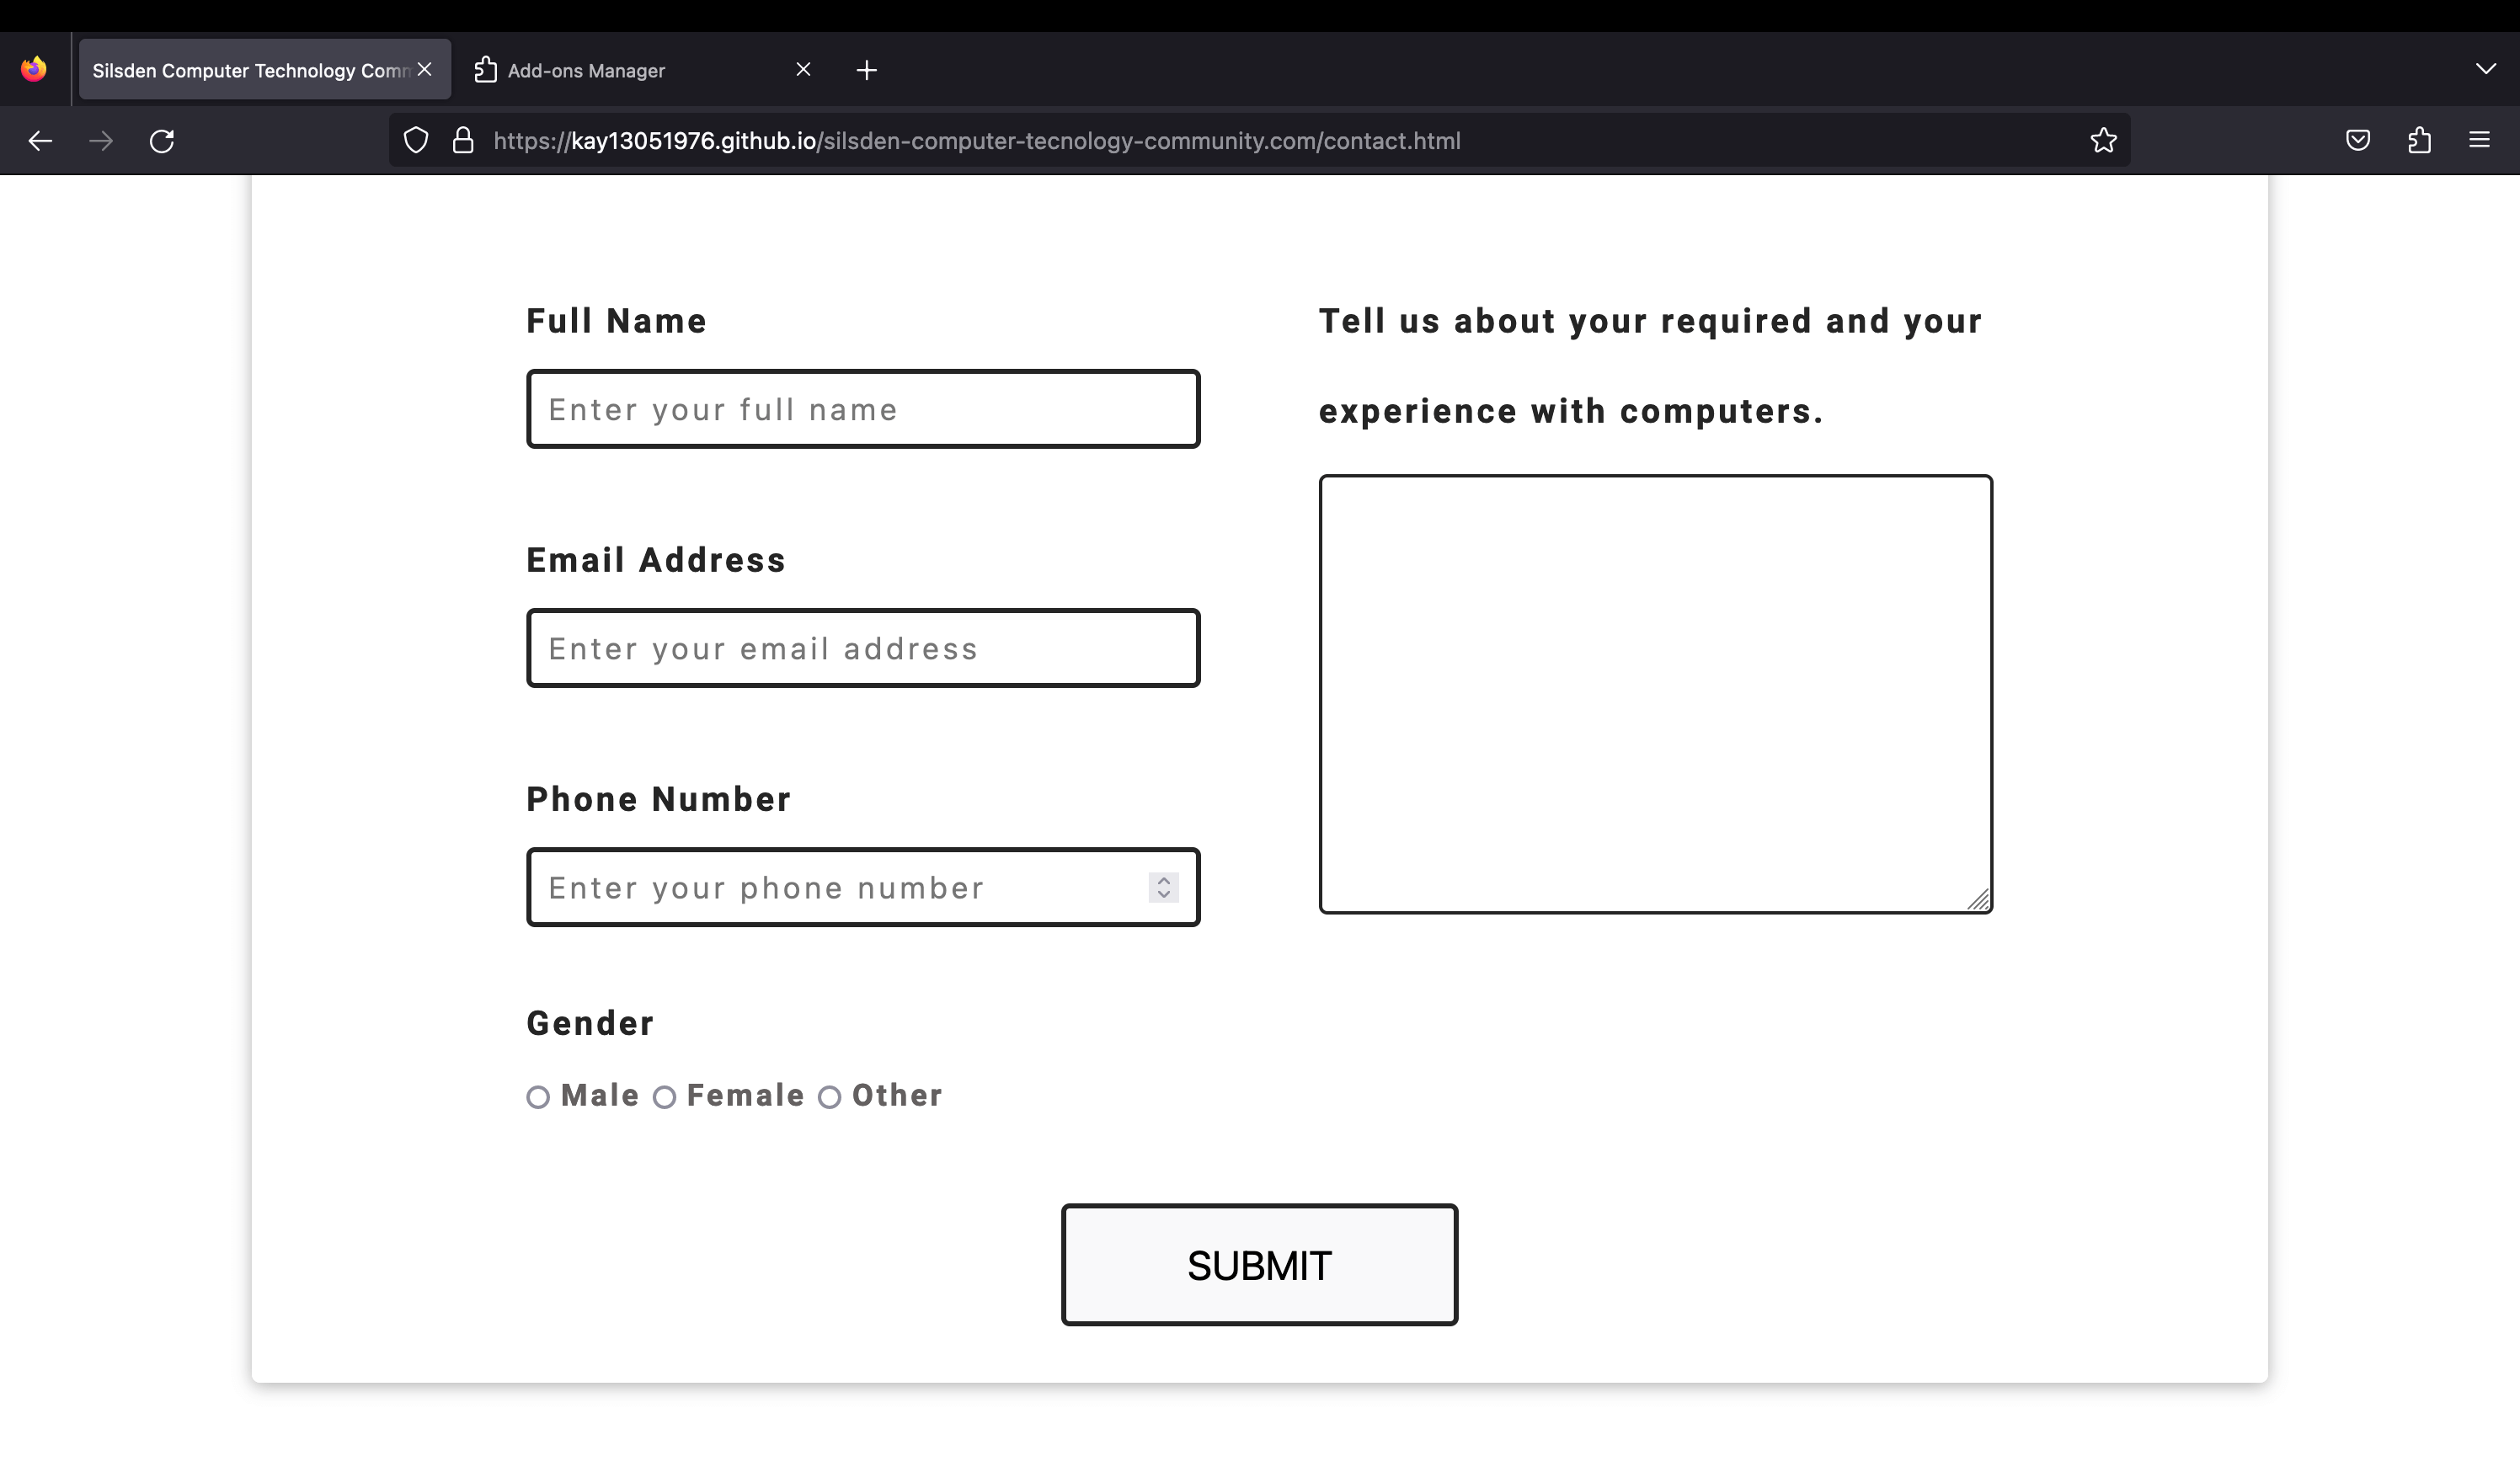 Silsden Computer Technology Comm
Add-ons Manager
https://kay13051976.github.io/silsden-computer-tecnology-community.com/contact.html
Full Name
Enter your full name
Email Address
Enter your email address
Phone Number
Enter your phone number
Gender
Male Female Other
Tell us about your required and your
experience with computers.
SUBMIT